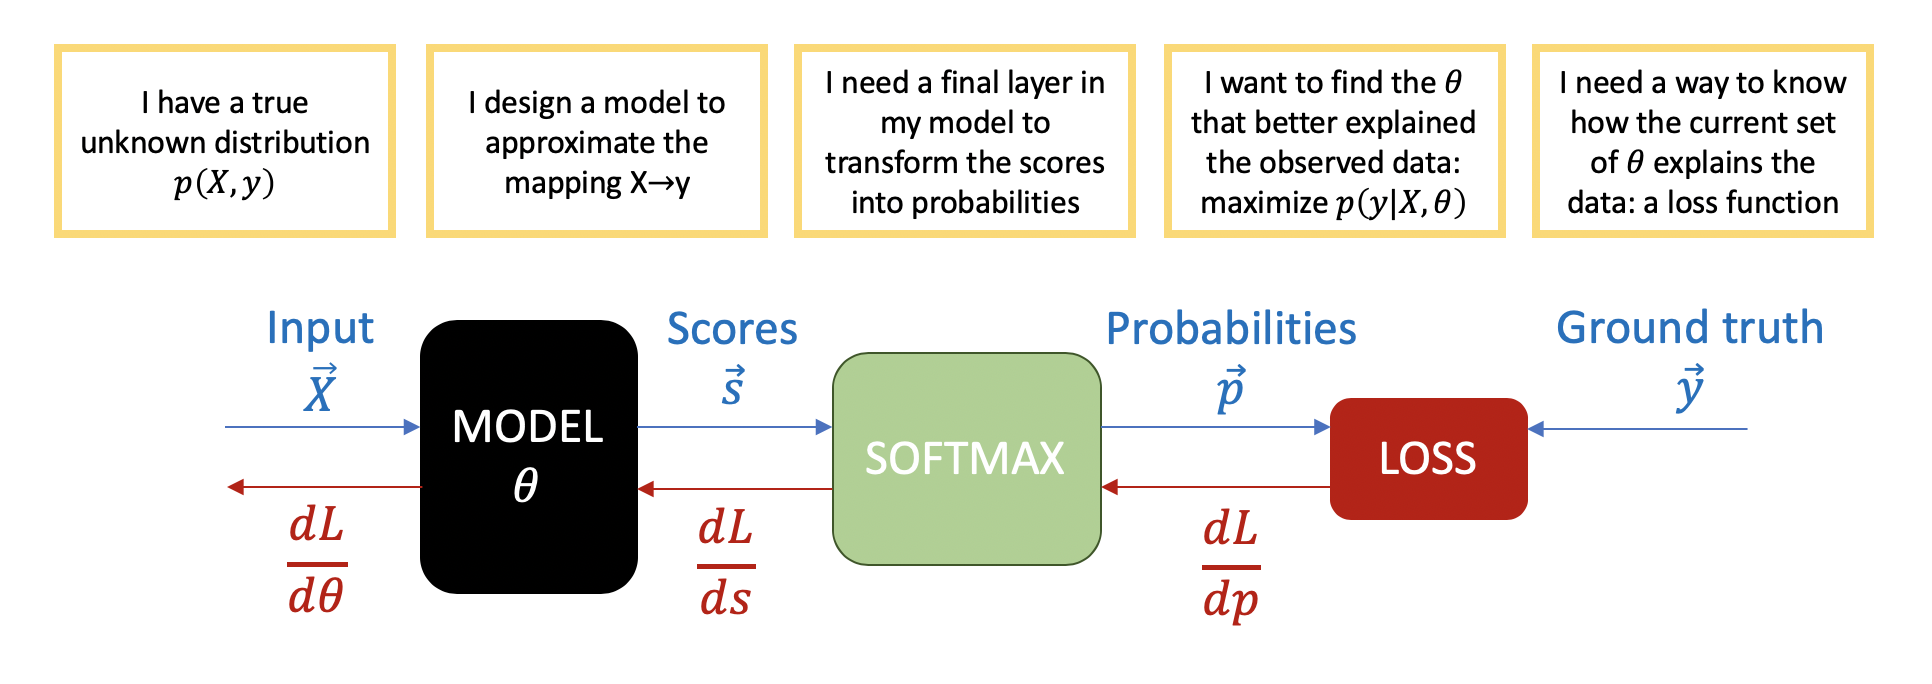 I have a true
unknown distribution
p(X, y)
I design a model to
approximate the
mapping X→y
I need a final layer in
my model to
transform the scores
into probabilities
I want to find the θ
that better explained
the observed data:
maximize p(y|X, θ)
I need a way to know
how the current set
of θ explains the
data: a loss function
Input
X⃗
MODEL
θ
Scores
s⃗
SOFTMAX
Probabilities
p⃗
LOSS
Ground truth
y⃗
dL
dθ
dL
ds
dL
dp